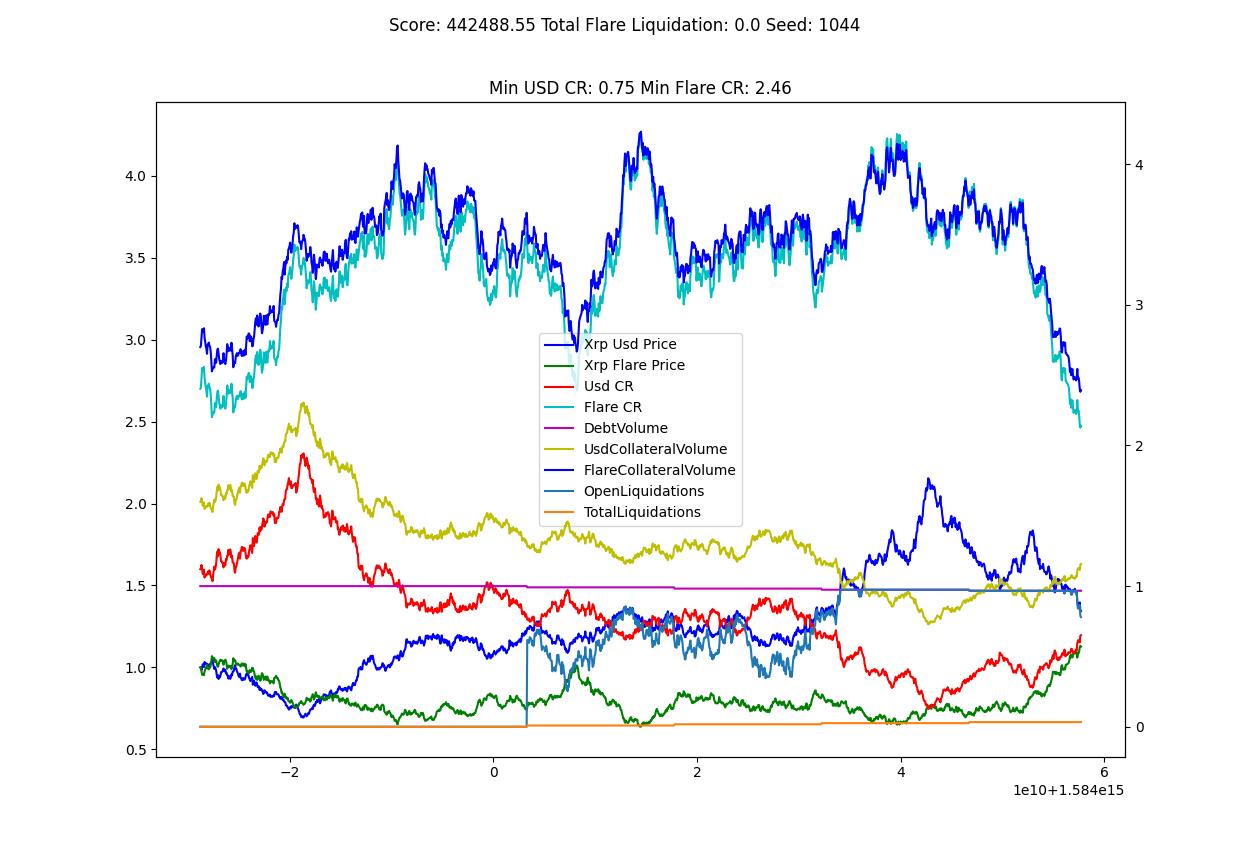 Score: 442488.55 Total Flare Liquidation: 0.0 Seed: 1044
Min USD CR: 0.75 Min Flare CR: 2.46
4.0
3.5
3.0
2.5
2.0
1.5
1.0
0.5
4
3
2
1
0
Xrp Usd Price
Xrp Flare Price
Usd CR
Flare CR
DebtVolume
UsdCollateralVolume
FlareCollateralVolume
OpenLiquidations
TotalLiquidations
−2 0 2 4 6
1e10+1.584e15